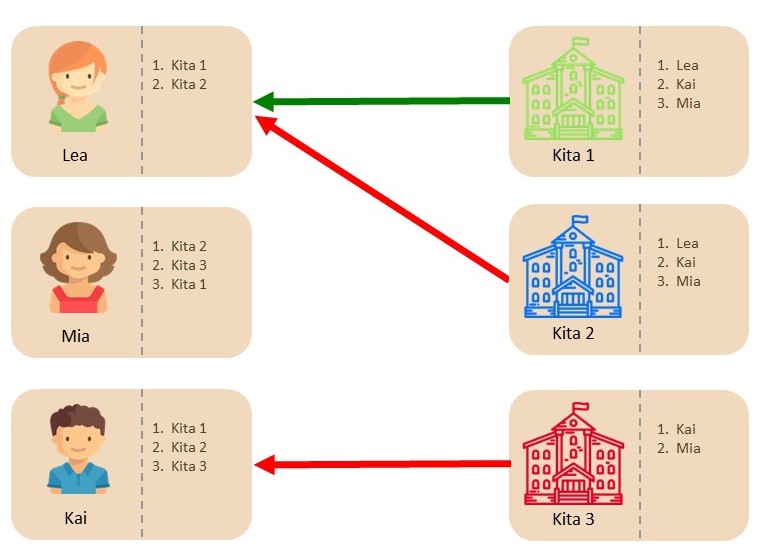 1. Kita 1
2. Kita 2
Lea
1. Lea
2. Kai
3. Mia
Kita 1
1. Kita 2
2. Kita 3
3. Kita 1
Mia
1. Lea
2. Kai
3. Mia
Kita 2
1. Kita 1
2. Kita 2
3. Kita 3
Kai
1. Kai
2. Mia
Kita 3